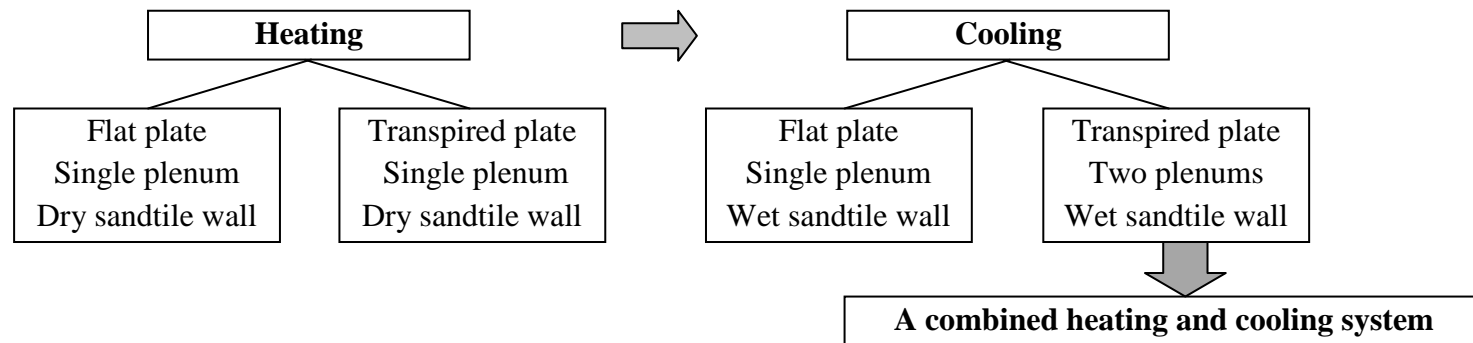 Heating
Cooling
Flat plate
Single plenum
Dry sandtile wall
Transpired plate
Single plenum
Dry sandtile wall
Flat plate
Single plenum
Wet sandtile wall
Transpired plate
Two plenums
Wet sandtile wall
A combined heating and cooling system